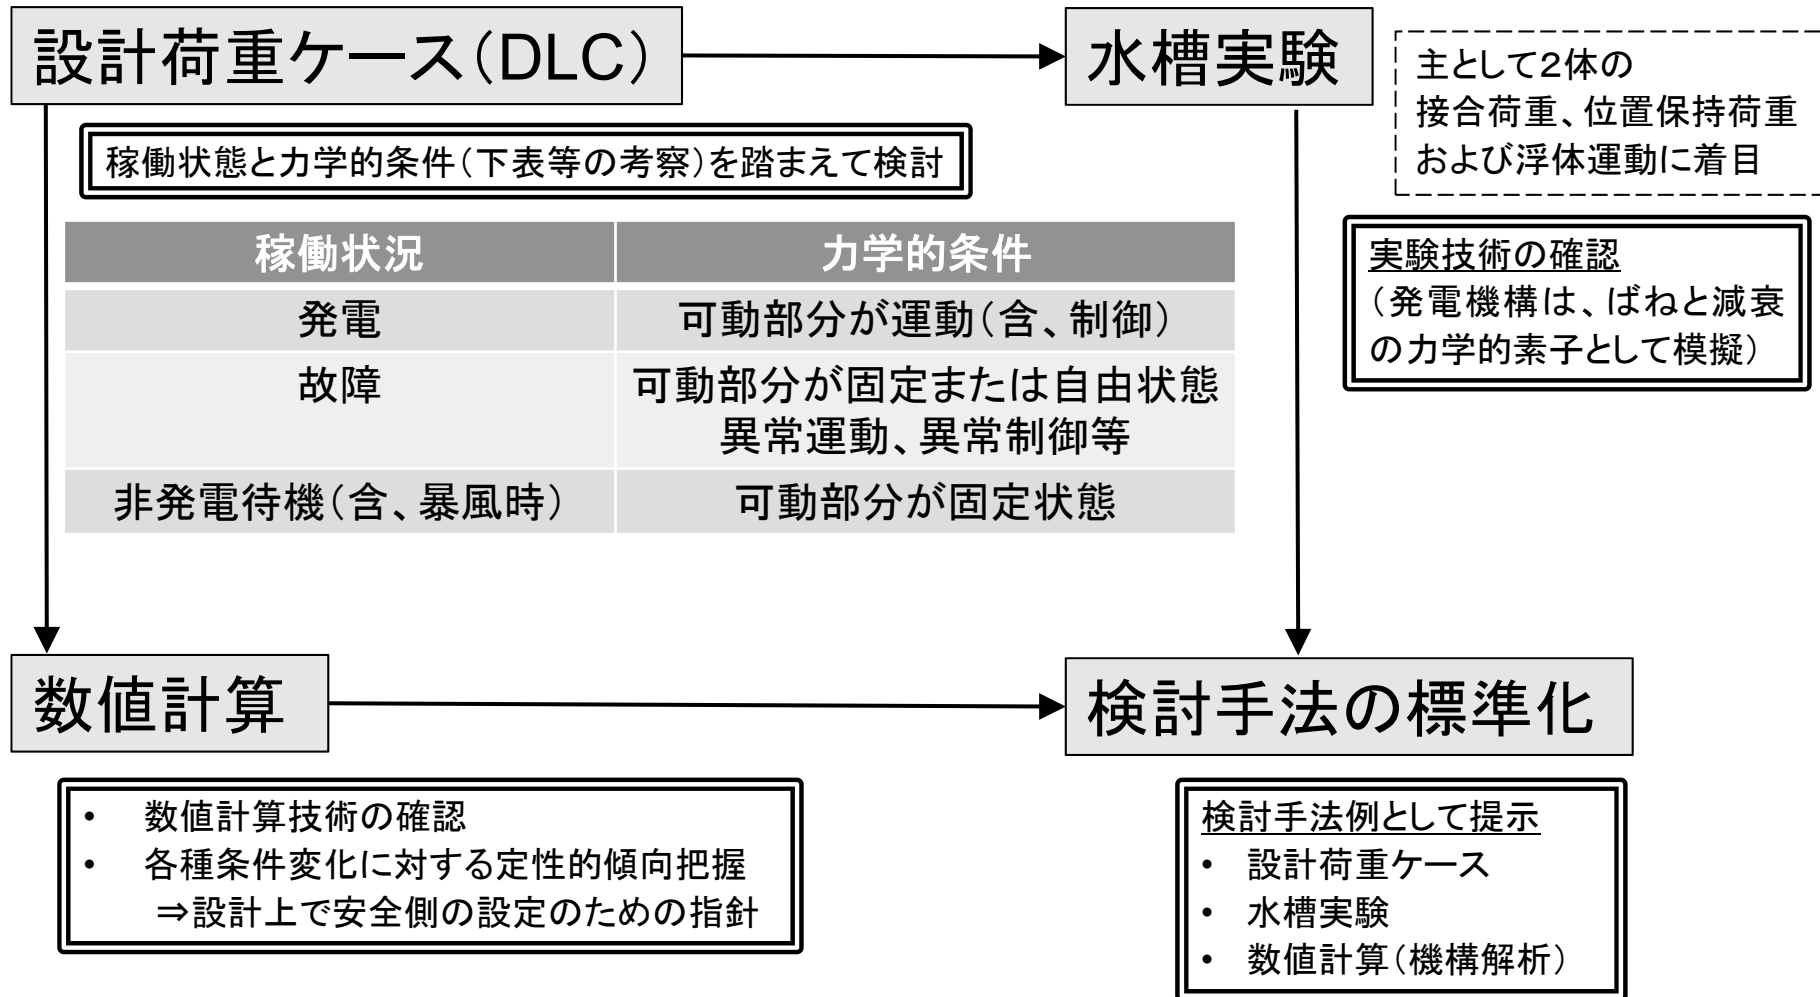 設計荷重ケース(DLC)
水槽実験
主として2体の
接合荷重、位置保持荷重
および浮体運動に着目
稼働状態と力学的条件(下表等の考察)を踏まえて検討
実験技術の確認
(発電機構は、ばねと減衰
の力学的素子として模擬)
稼働状況 力学的条件
発電 可動部分が運動(含、制御)
故障 可動部分が固定または自由状態
異常運動、異常制御等
非発電待機(含、暴風時) 可動部分が固定状態
数値計算
検討手法の標準化
• 数値計算技術の確認
• 各種条件変化に対する定性的傾向把握
⇒設計上で安全側の設定のための指針
検討手法例として提示
• 設計荷重ケース
• 水槽実験
• 数値計算(機構解析)